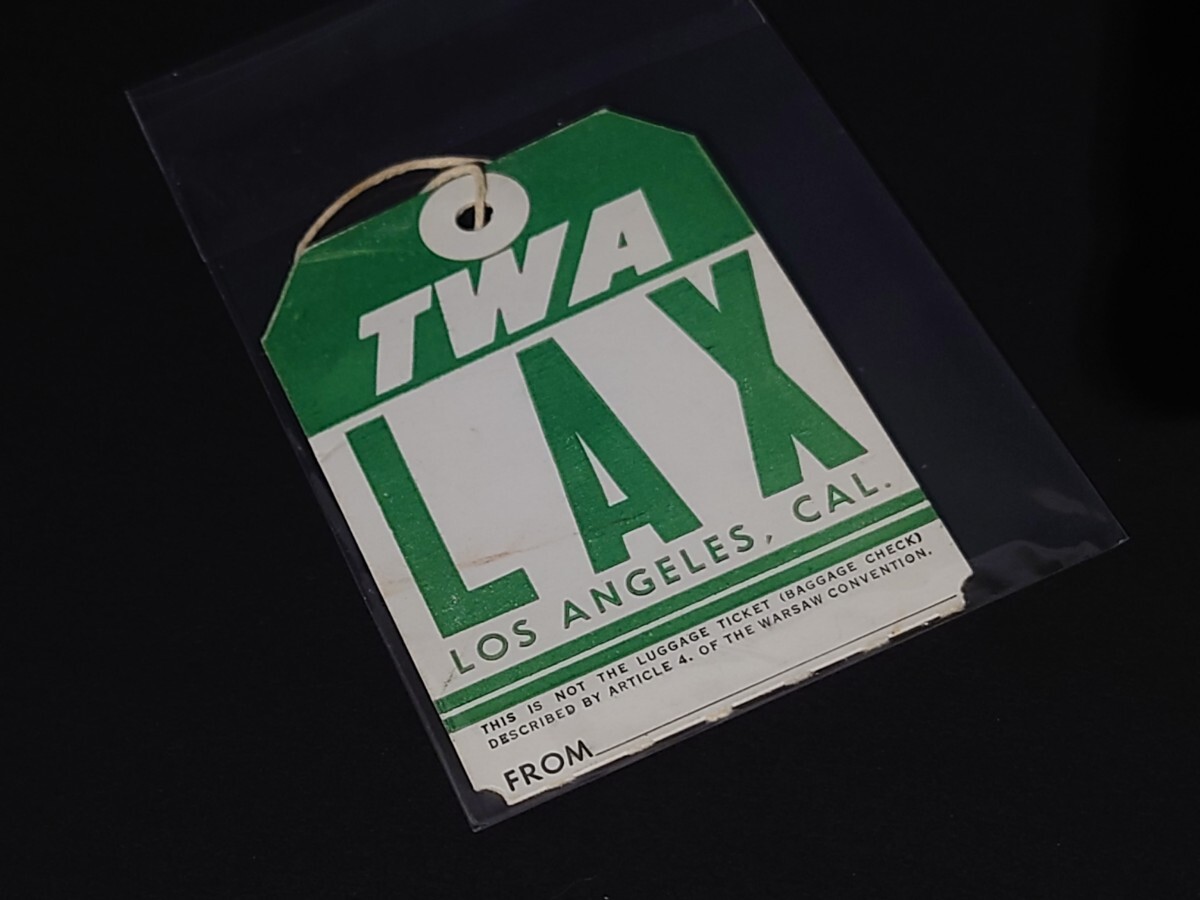 TWA
LAX
LOS ANGELES, CAL.
THIS IS NOT THE LUGGAGE TICKET (BAGGAGE CHECK)
DESCRIBED BY ARTICLE 4. OF THE WARSAW CONVENTION.
FROM